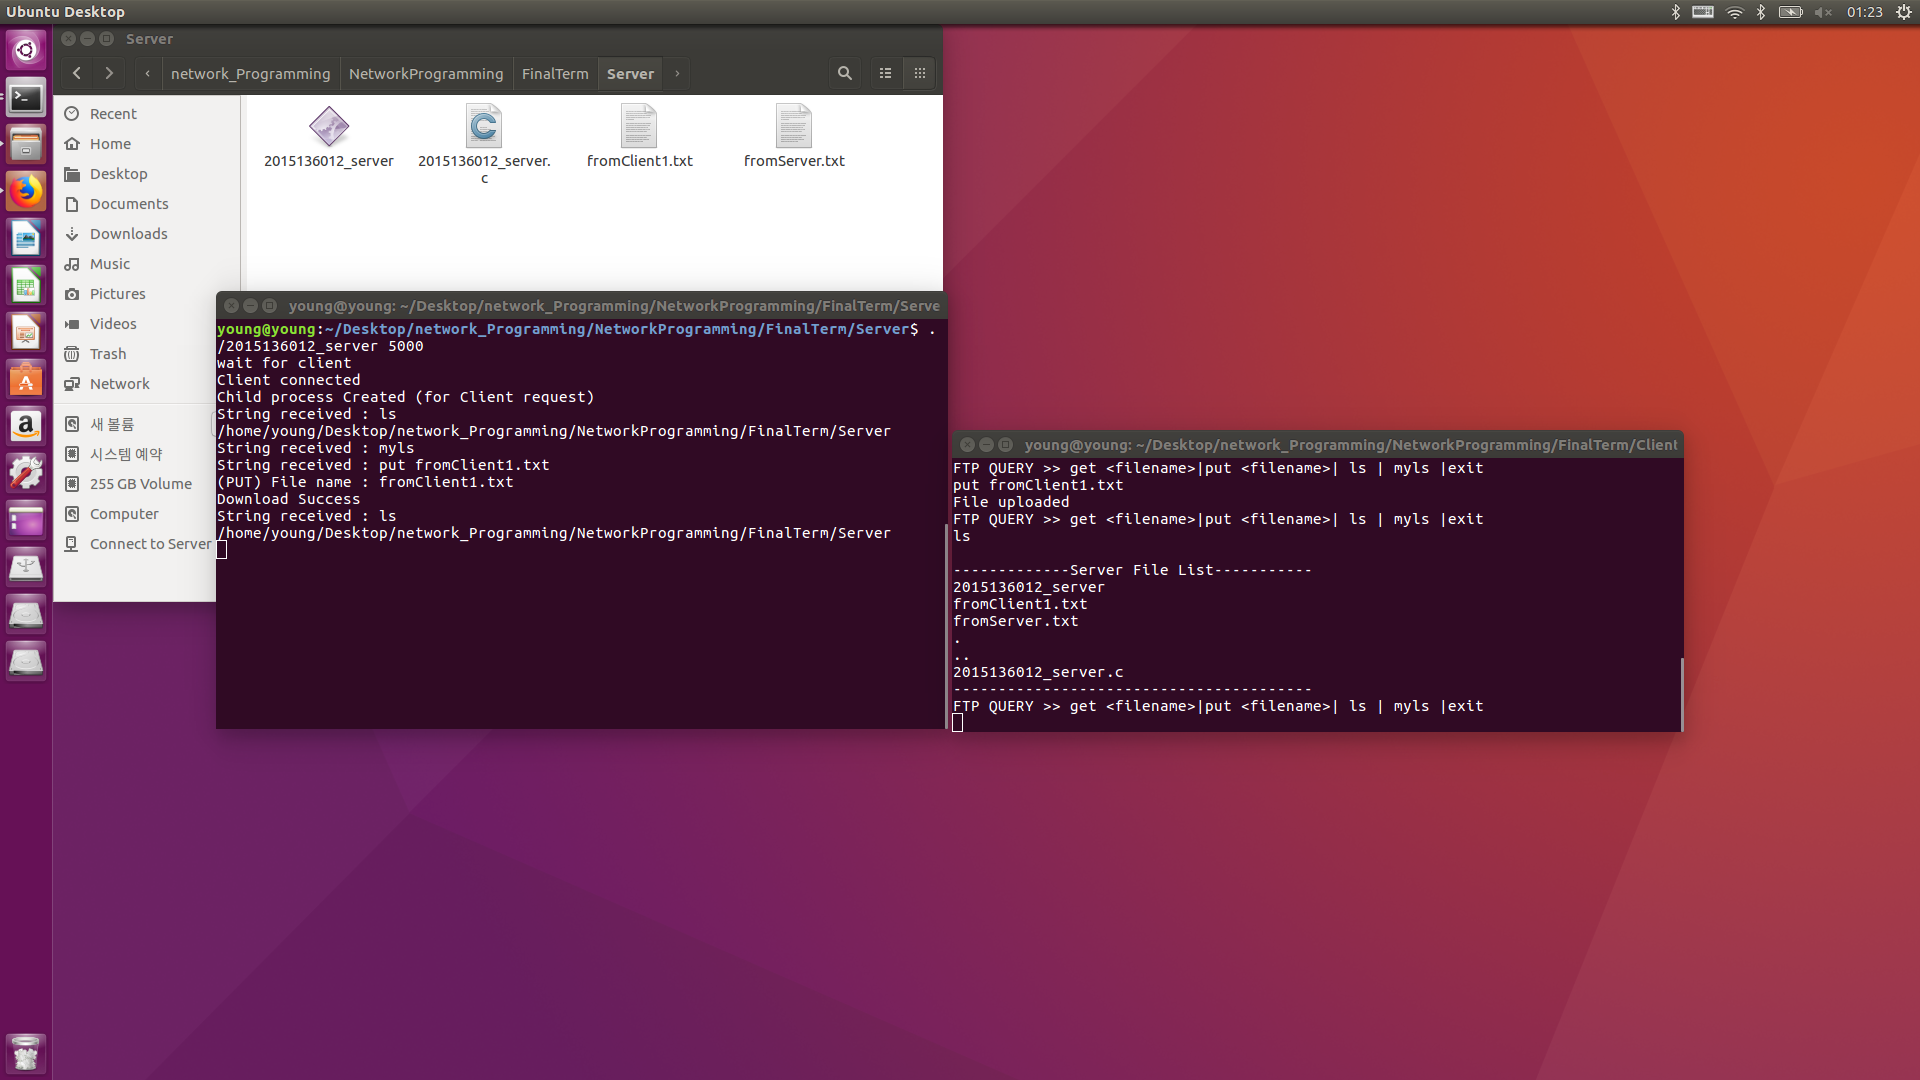 Ubuntu Desktop
01:23
Server
network_Programming
NetworkProgramming
FinalTerm
Server
Recent
Home
Desktop
Documents
Downloads
Music
Pictures
Videos
Trash
Network
새 볼륨
시스템 예약
255 GB Volume
Computer
Connect to Server
2015136012_server
2015136012_server.
c
fromClient1.txt
fromServer.txt
young@young: ~/Desktop/network_Programming/NetworkProgramming/FinalTerm/Serve
young@young:~/Desktop/network_Programming/NetworkProgramming/FinalTerm/Server$ .
/2015136012_server 5000
wait for client
Client connected
Child process Created (for Client request)
String received : ls
/home/young/Desktop/network_Programming/NetworkProgramming/FinalTerm/Server
String received : myls
String received : put fromClient1.txt
(PUT) File name : fromClient1.txt
Download Success
String received : ls
/home/young/Desktop/network_Programming/NetworkProgramming/FinalTerm/Server
young@young: ~/Desktop/network_Programming/NetworkProgramming/FinalTerm/Client
FTP QUERY >> get <filename>|put <filename>| ls | myls |exit
put fromClient1.txt
File uploaded
FTP QUERY >> get <filename>|put <filename>| ls | myls |exit
ls
-------------Server File List-----------
2015136012_server
fromClient1.txt
fromServer.txt
.
..
2015136012_server.c
----------------------------------------
FTP QUERY >> get <filename>|put <filename>| ls | myls |exit